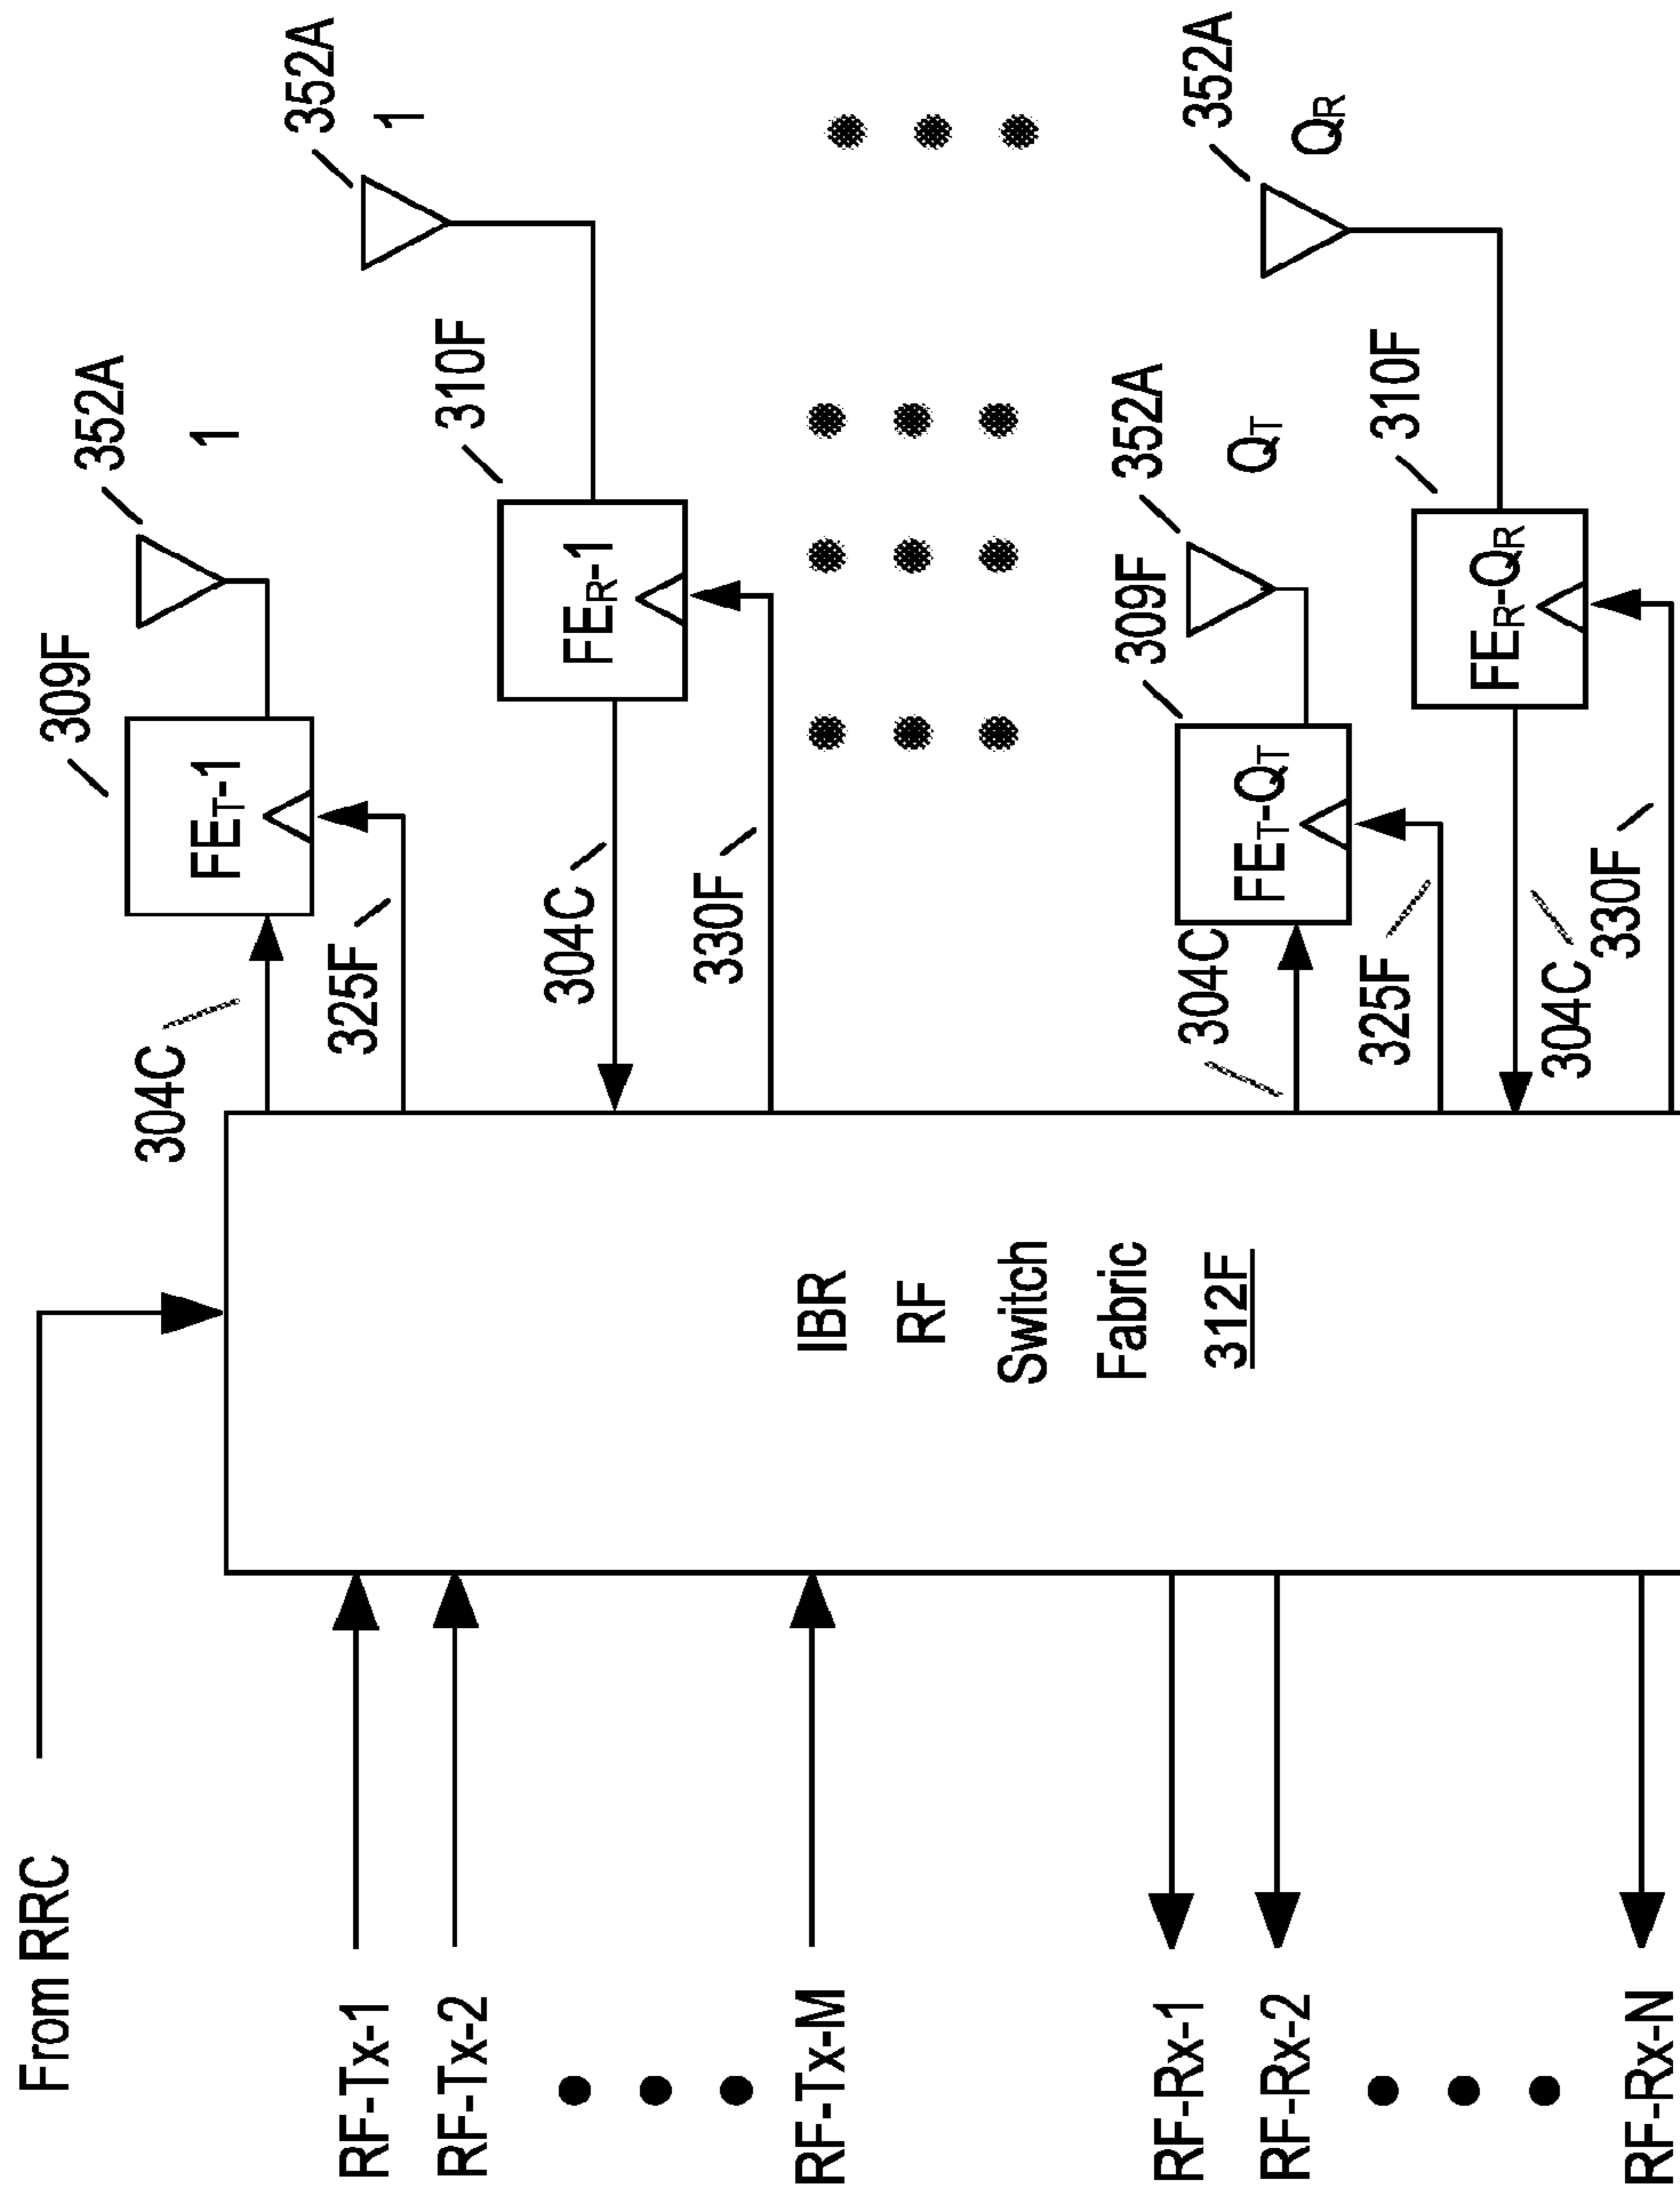 From RRC
RF-Tx-1
RF-Tx-2
RF-Tx-M
RF-Rx-1
RF-Rx-2
RF-Rx-N
IBR
RF
Switch
Fabric
312F
304C
325F
309F
FET-1
352A
1
304C
330F
310F
FER-1
352A
1
304C
325F
309F
FET-QT
352A
QT
304C
330F
310F
FER-QR
352A
QR